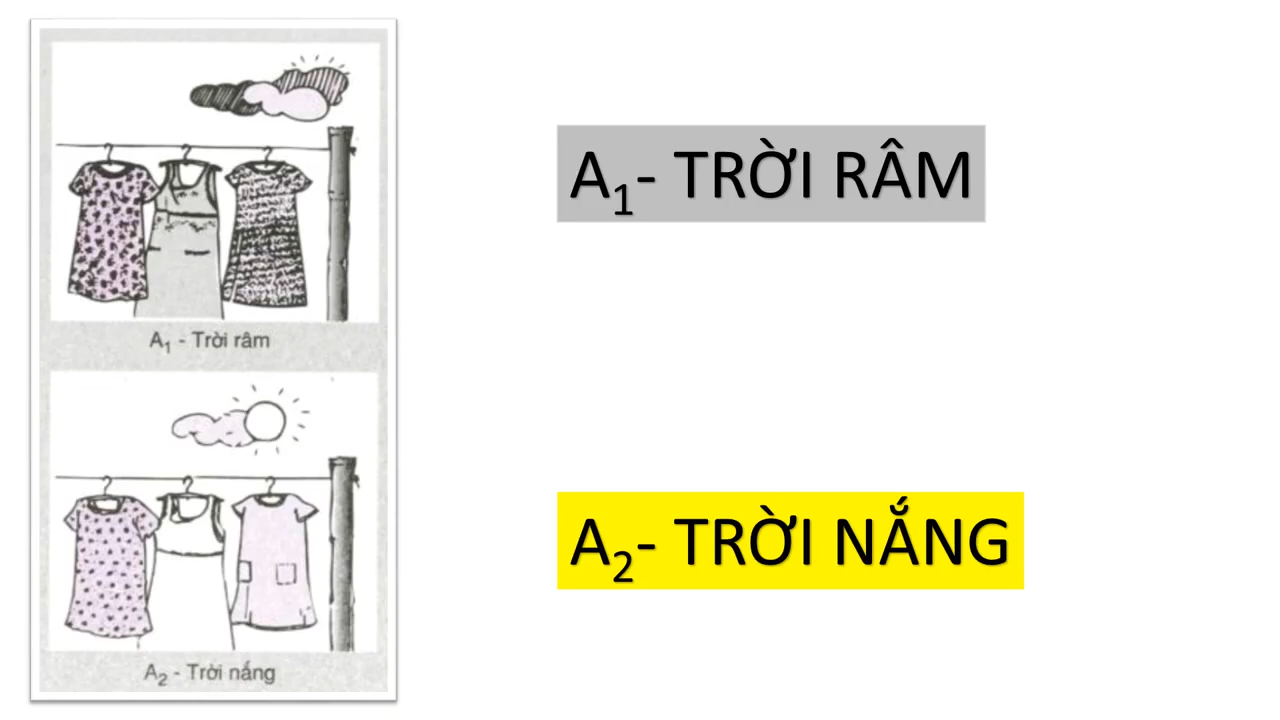 A₁ - Trời râm
A₂ - Trời nắng
A₁- TRỜI RÂM
A₂- TRỜI NẮNG